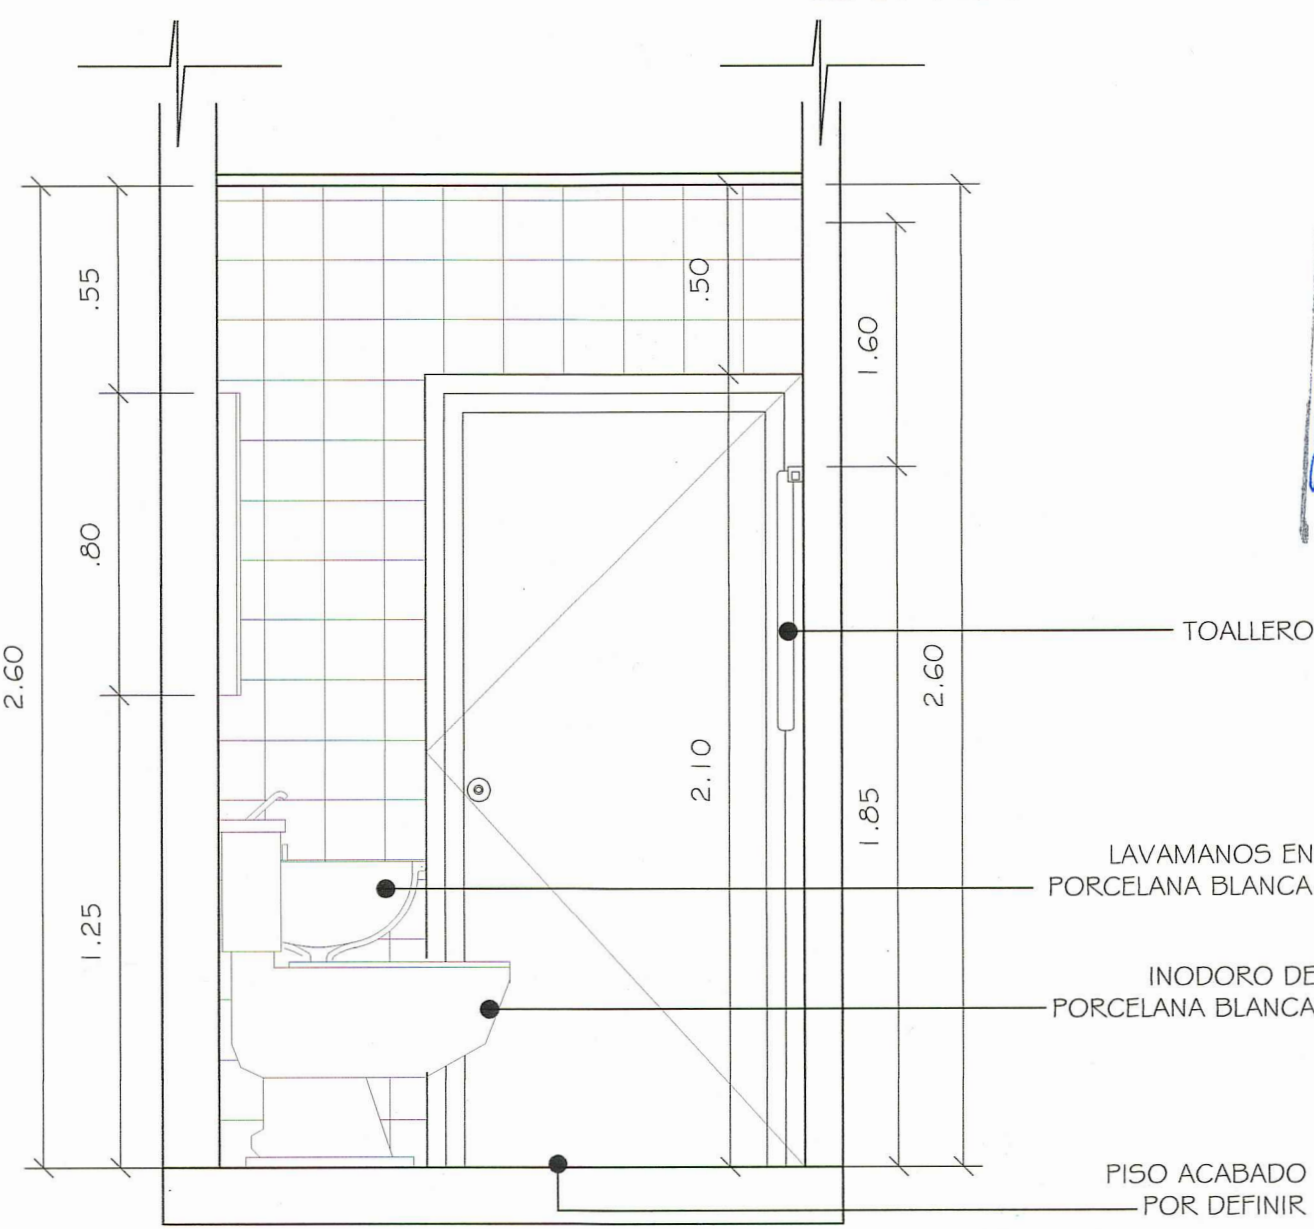 .55
.50
1.60
.80
TOALLERO
2.60
2.60
2.10
1.85
LAVAMANOS EN
PORCELANA BLANCA
1.25
INODORO DE
PORCELANA BLANCA
PISO ACABADO
POR DEFINIR